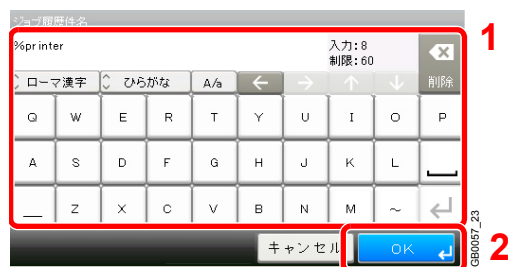 ジョブ履歴件名
%printer
入力:8
制限:60
削除
ローマ漢字 ひらがな A/a ← → ↑ ↓
Q W E R T Y U I O P
A S D F G H J K L
Z X C V B N M ~
キャンセル OK
1
2
GB0057_23